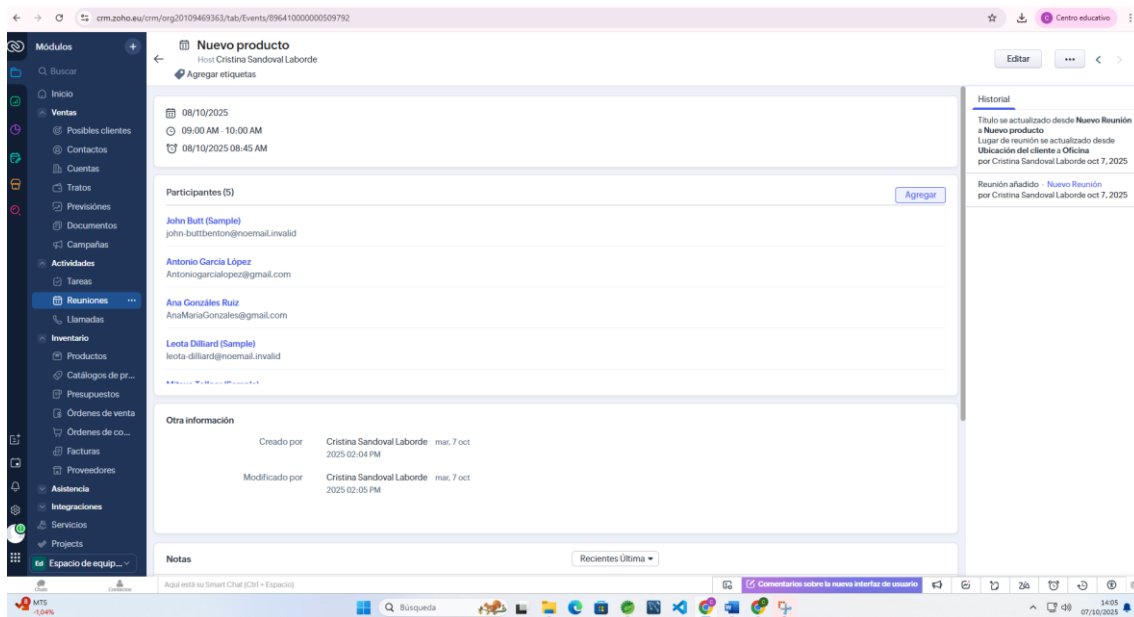 crm.zoho.eu/crm/org20109469363/tab/Events/896410000000509792
Centro educativo
Módulos
Buscar
Inicio
Ventas
Posibles clientes
Contactos
Cuentas
Tratos
Previsiónes
Documentos
Campañas
Actividades
Tareas
Reuniones
Llamadas
Inventario
Productos
Catálogos de pr...
Presupuestos
Órdenes de venta
Órdenes de co...
Facturas
Proveedores
Asistencia
Integraciones
Servicios
Projects
Espacio de equip...
Nuevo producto
Host Cristina Sandoval Laborde
Agregar etiquetas
Editar
08/10/2025
09:00 AM - 10:00 AM
08/10/2025 08:45 AM
Participantes (5)
Agregar
John Butt (Sample)
john-buttbenton@noemail.invalid
Antonio García López
Antoniogarcialopez@gmail.com
Ana Gonzáles Ruiz
AnaMariaGonzales@gmail.com
Leota Dilliard (Sample)
leota-dilliard@noemail.invalid
Otra información
Creado por Cristina Sandoval Laborde mar, 7 oct
2025 02:04 PM
Modificado por Cristina Sandoval Laborde mar, 7 oct
2025 02:05 PM
Notas
Recientes Última
Historial
Título se actualizado desde Nuevo Reunión
a Nuevo producto
Lugar de reunión se actualizado desde
Ubicación del cliente a Oficina
por Cristina Sandoval Laborde oct 7, 2025
Reunión añadido - Nuevo Reunión
por Cristina Sandoval Laborde oct 7, 2025
Chats
Contactos
Aquí está su Smart Chat (Ctrl + Espacio)
Comentarios sobre la nueva interfaz de usuario
MTS
-1,04%
Búsqueda
14:05
07/10/2025